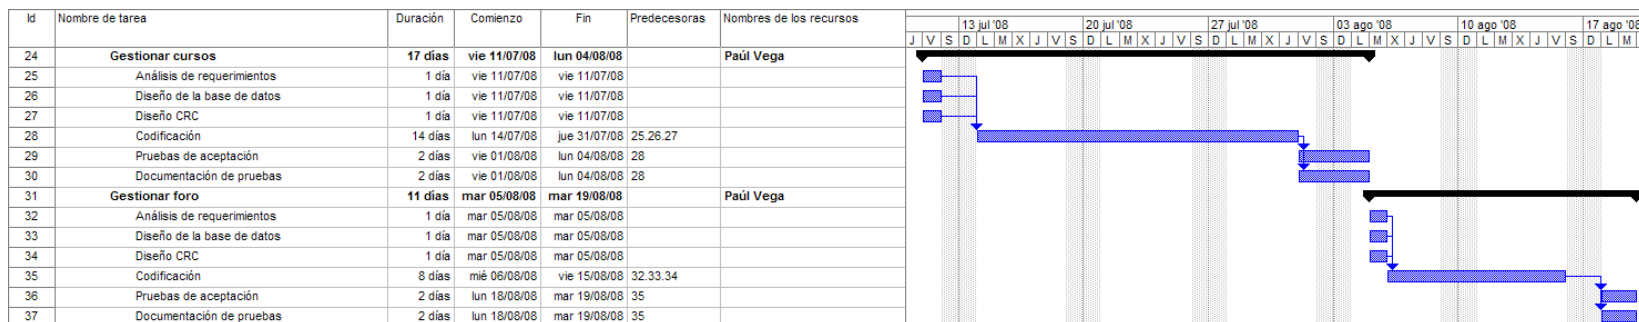 Id Nombre de tarea Duración Comienzo Fin Predecesoras Nombres de los recursos 13 jul '08 20 jul '08 27 jul '08 03 ago '08 10 ago '08 17 ago '08
J V S D L M X J V S D L M X J V S D L M X J V S D L M X J V S D L M X J V S D L M
24 Gestionar cursos 17 días vie 11/07/08 lun 04/08/08 Paúl Vega
25 Análisis de requerimientos 1 día vie 11/07/08 vie 11/07/08
26 Diseño de la base de datos 1 día vie 11/07/08 vie 11/07/08
27 Diseño CRC 1 día vie 11/07/08 vie 11/07/08
28 Codificación 14 días lun 14/07/08 jue 31/07/08 25.26.27
29 Pruebas de aceptación 2 días vie 01/08/08 lun 04/08/08 28
30 Documentación de pruebas 2 días vie 01/08/08 lun 04/08/08 28
31 Gestionar foro 11 días mar 05/08/08 mar 19/08/08 Paúl Vega
32 Análisis de requerimientos 1 día mar 05/08/08 mar 05/08/08
33 Diseño de la base de datos 1 día mar 05/08/08 mar 05/08/08
34 Diseño CRC 1 día mar 05/08/08 mar 05/08/08
35 Codificación 8 días mié 06/08/08 vie 15/08/08 32.33.34
36 Pruebas de aceptación 2 días lun 18/08/08 mar 19/08/08 35
37 Documentación de pruebas 2 días lun 18/08/08 mar 19/08/08 35